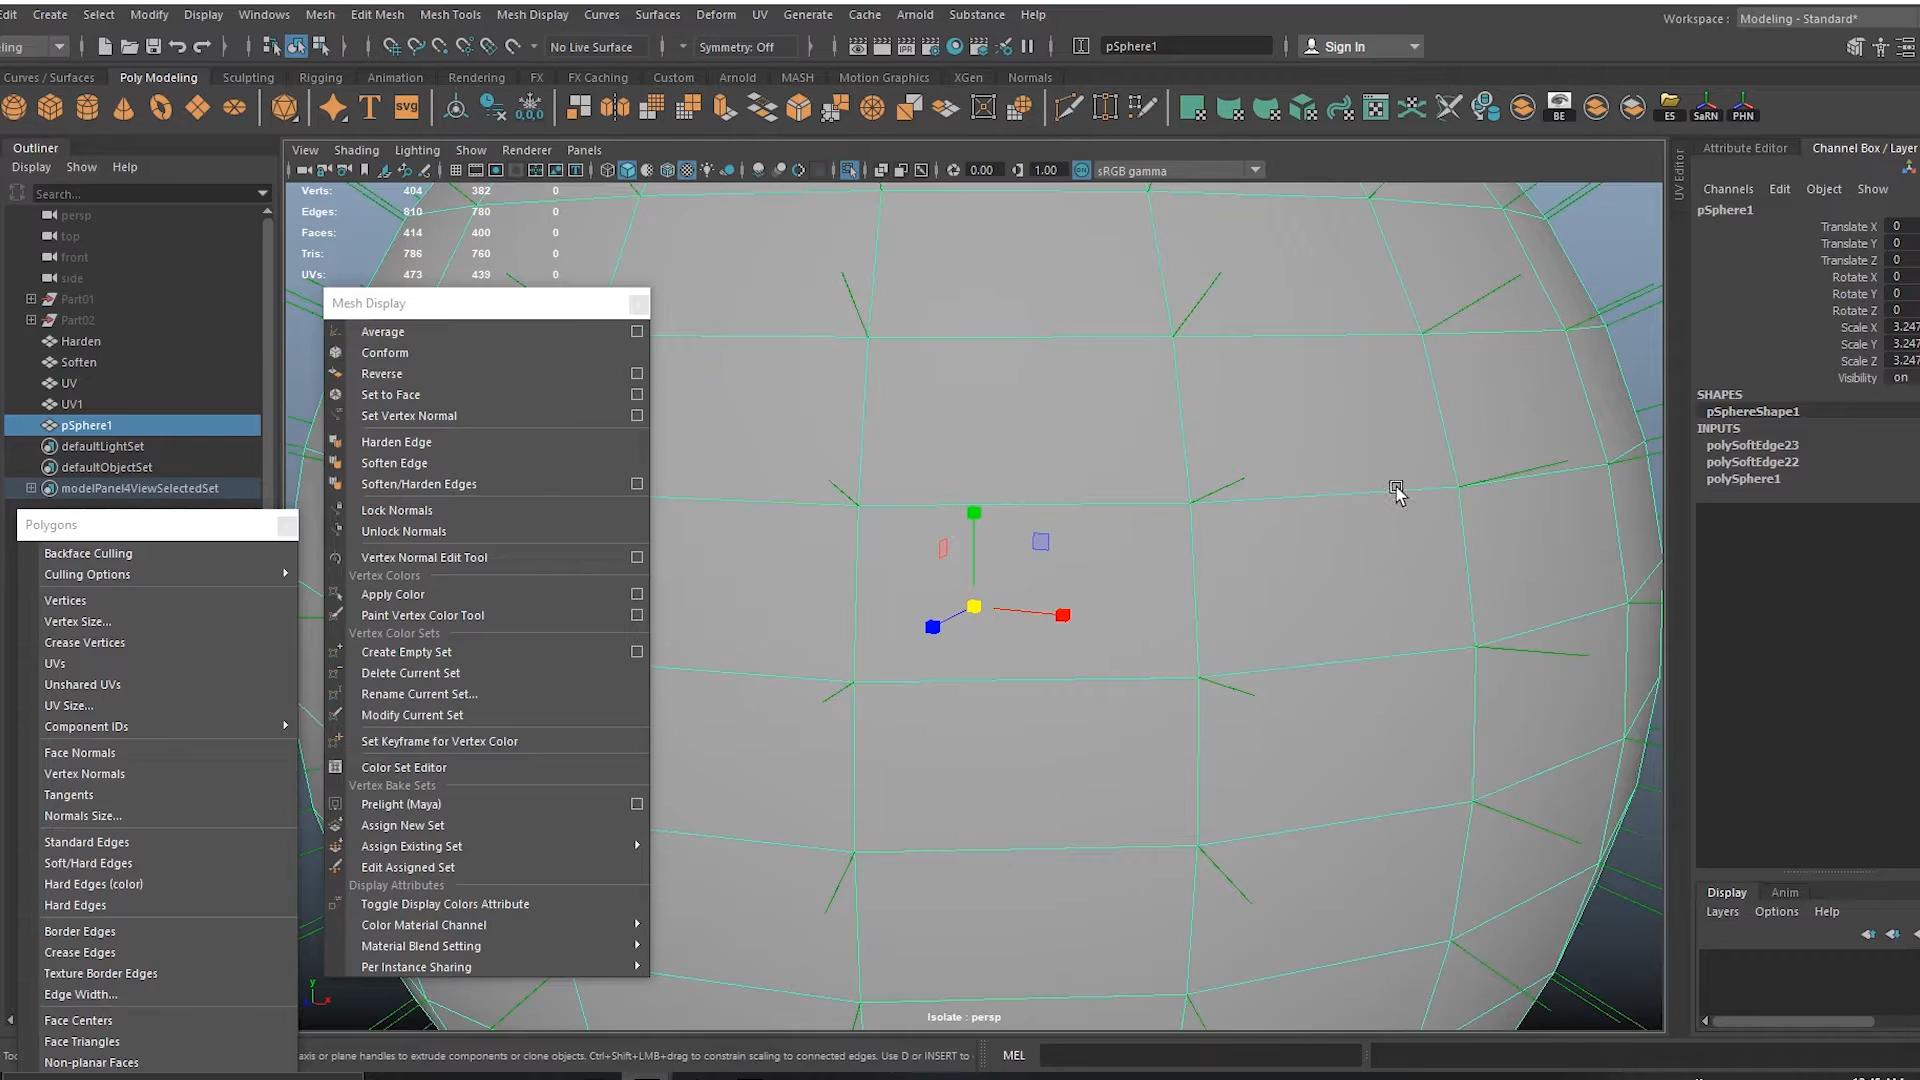 Edit Create Select Modify Display Windows Mesh Edit Mesh Mesh Tools Mesh Display Curves Surfaces Deform UV Generate Cache Arnold Substance Help
Workspace : Modeling - Standard*
ling No Live Surface Symmetry: Off IPR pSphere1 Sign In
Curves / Surfaces Poly Modeling Sculpting Rigging Animation Rendering FX FX Caching Custom Arnold MASH Motion Graphics XGen Normals
T svg 0,0,0 BE ES SaRN PHN
Outliner
Display Show Help
Search...
persp
top
front
side
Part01
Part02
Harden
Soften
UV
UV1
pSphere1
defaultLightSet
defaultObjectSet
modelPanel4ViewSelectedSet
Polygons
Backface Culling
Culling Options
Vertices
Vertex Size...
Crease Vertices
UVs
Unshared UVs
UV Size...
Component IDs
Face Normals
Vertex Normals
Tangents
Normals Size...
Standard Edges
Soft/Hard Edges
Hard Edges (color)
Hard Edges
Border Edges
Crease Edges
Texture Border Edges
Edge Width...
Face Centers
Face Triangles
Non-planar Faces
View Shading Lighting Show Renderer Panels
0.00 1.00 ON sRGB gamma
Verts: 404 382 0
Edges: 810 780 0
Faces: 414 400 0
Tris: 786 760 0
UVs: 473 439 0
Mesh Display
Average
Conform
Reverse
Set to Face
Set Vertex Normal
Harden Edge
Soften Edge
Soften/Harden Edges
Lock Normals
Unlock Normals
Vertex Normal Edit Tool
Vertex Colors
Apply Color
Paint Vertex Color Tool
Vertex Color Sets
Create Empty Set
Delete Current Set
Rename Current Set...
Modify Current Set
Set Keyframe for Vertex Color
Color Set Editor
Vertex Bake Sets
Prelight (Maya)
Assign New Set
Assign Existing Set
Edit Assigned Set
Display Attributes
Toggle Display Colors Attribute
Color Material Channel
Material Blend Setting
Per Instance Sharing
y
x
Isolate : persp
UV Editor
Attribute Editor Channel Box / Layer
Channels Edit Object Show
pSphere1
Translate X 0
Translate Y 0
Translate Z 0
Rotate X 0
Rotate Y 0
Rotate Z 0
Scale X 3.247
Scale Y 3.247
Scale Z 3.247
Visibility on
SHAPES
pSphereShape1
INPUTS
polySoftEdge23
polySoftEdge22
polySphere1
Display Anim
Layers Options Help
axis or plane handles to extrude components or clone objects. Ctrl+Shift+LMB+drag to constrain scaling to connected edges. Use D or INSERT to
MEL